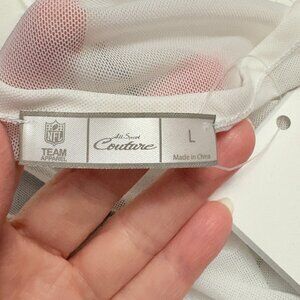 NFL
TEAM
APPAREL
All Sport
Couture
L
Made in China